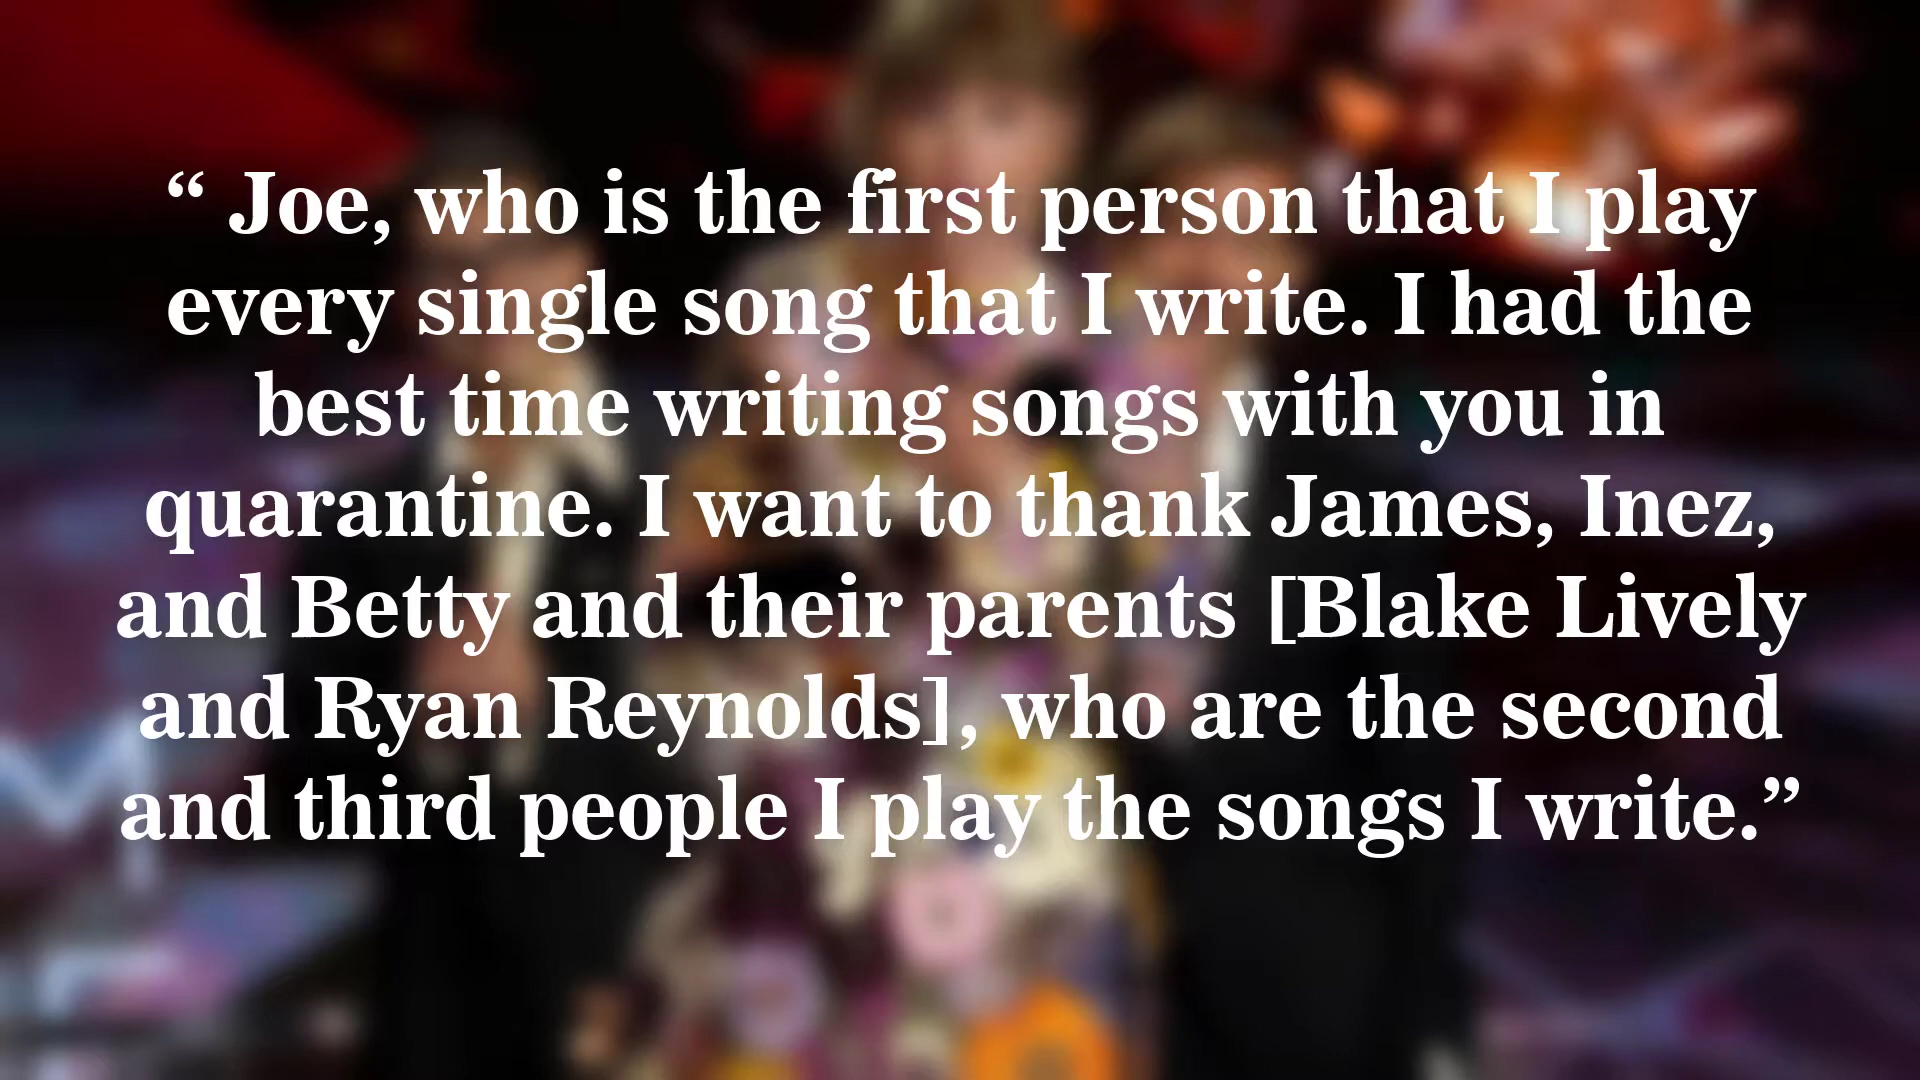 “ Joe, who is the first person that I play
every single song that I write. I had the
best time writing songs with you in
quarantine. I want to thank James, Inez,
and Betty and their parents [Blake Lively
and Ryan Reynolds], who are the second
and third people I play the songs I write.”